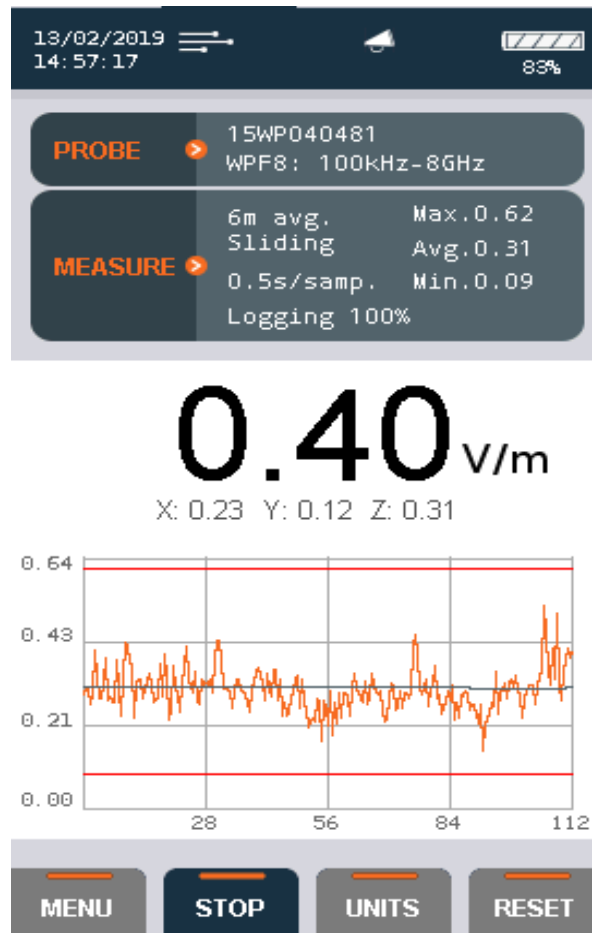 13/02/2019
14:57:17
83%
PROBE
15WP040481
WPF8: 100kHz-8GHz
MEASURE
6m avg.
Sliding
0.5s/samp.
Logging 100%
Max.0.62
Avg.0.31
Min.0.09
0.40 V/m
X: 0.23 Y: 0.12 Z: 0.31
0.64
0.43
0.21
0.00
28 56 84 112
MENU STOP UNITS RESET